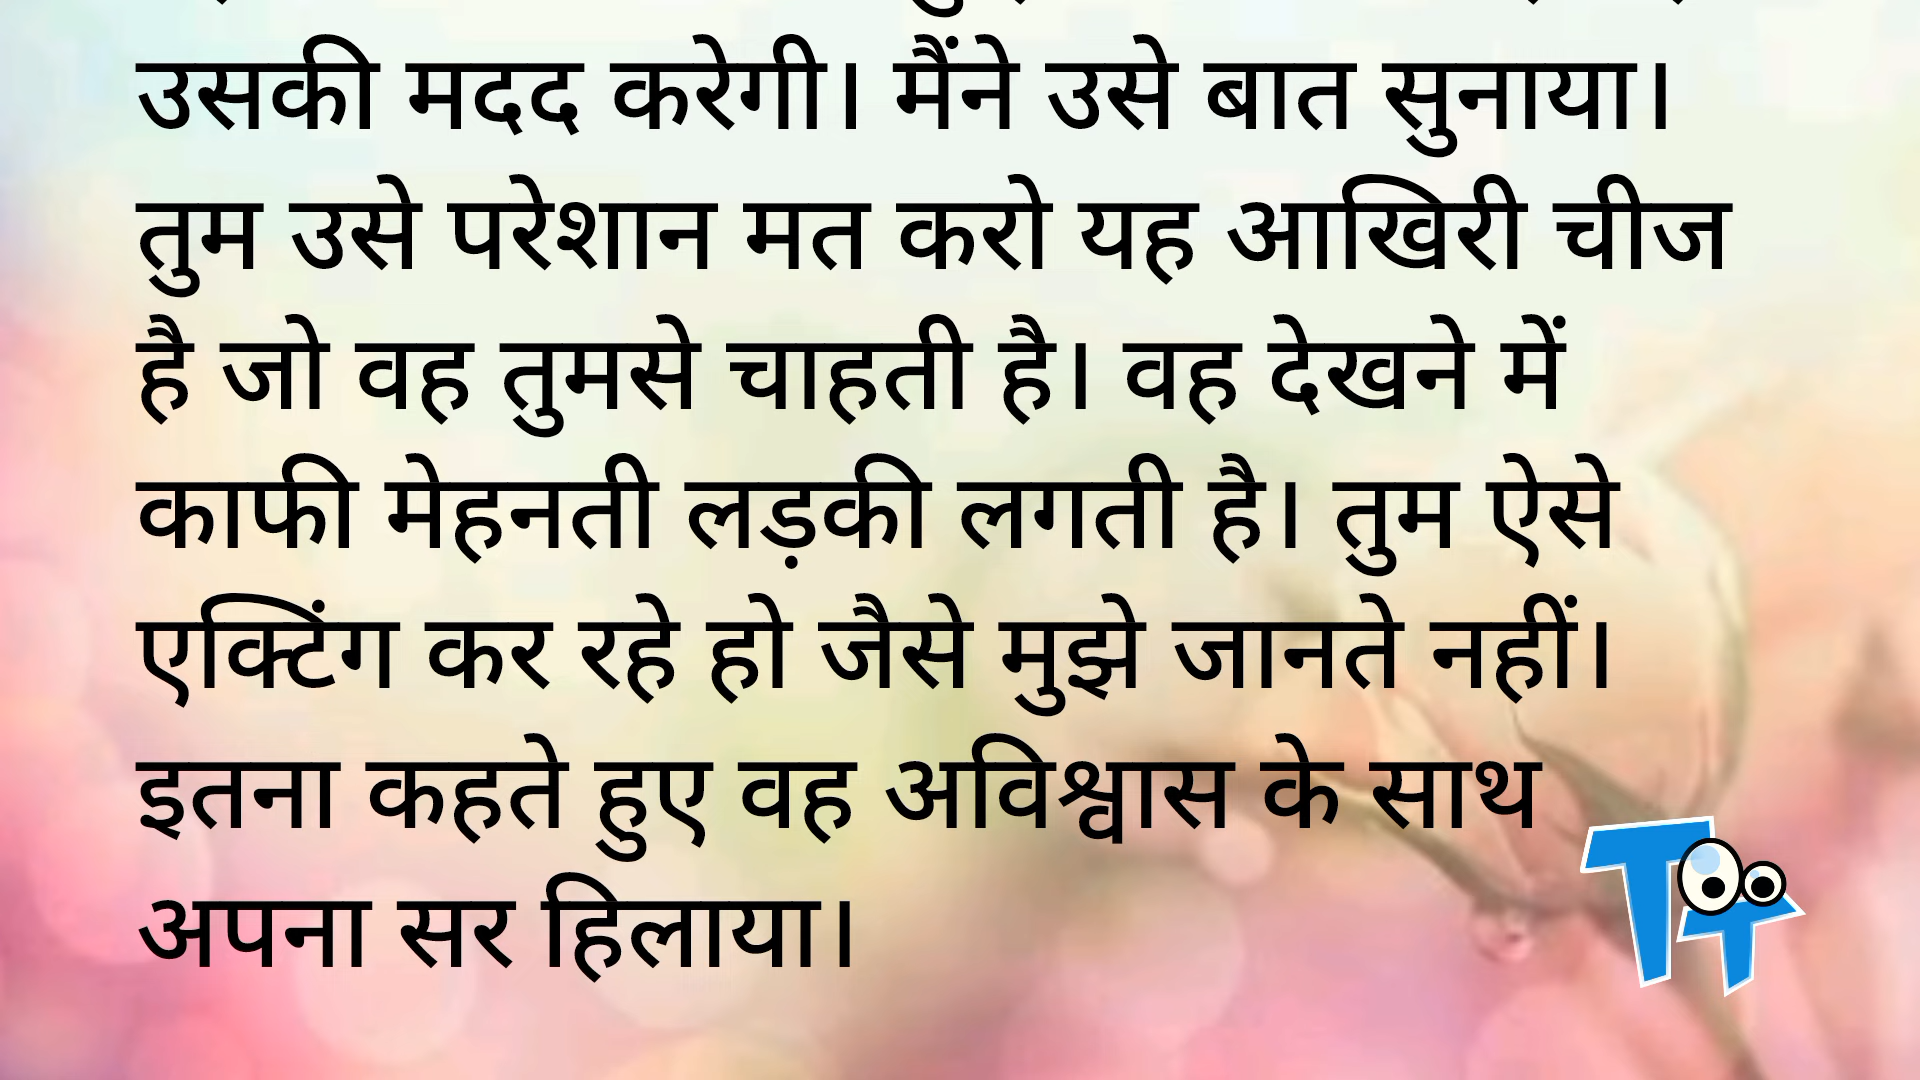 उसकी मदद करेगी। मैंने उसे बात सुनाया।
तुम उसे परेशान मत करो यह आखिरी चीज
है जो वह तुमसे चाहती है। वह देखने में
काफी मेहनती लड़की लगती है। तुम ऐसे
एक्टिंग कर रहे हो जैसे मुझे जानते नहीं।
इतना कहते हुए वह अविश्वास के साथ
अपना सर हिलाया।
TT